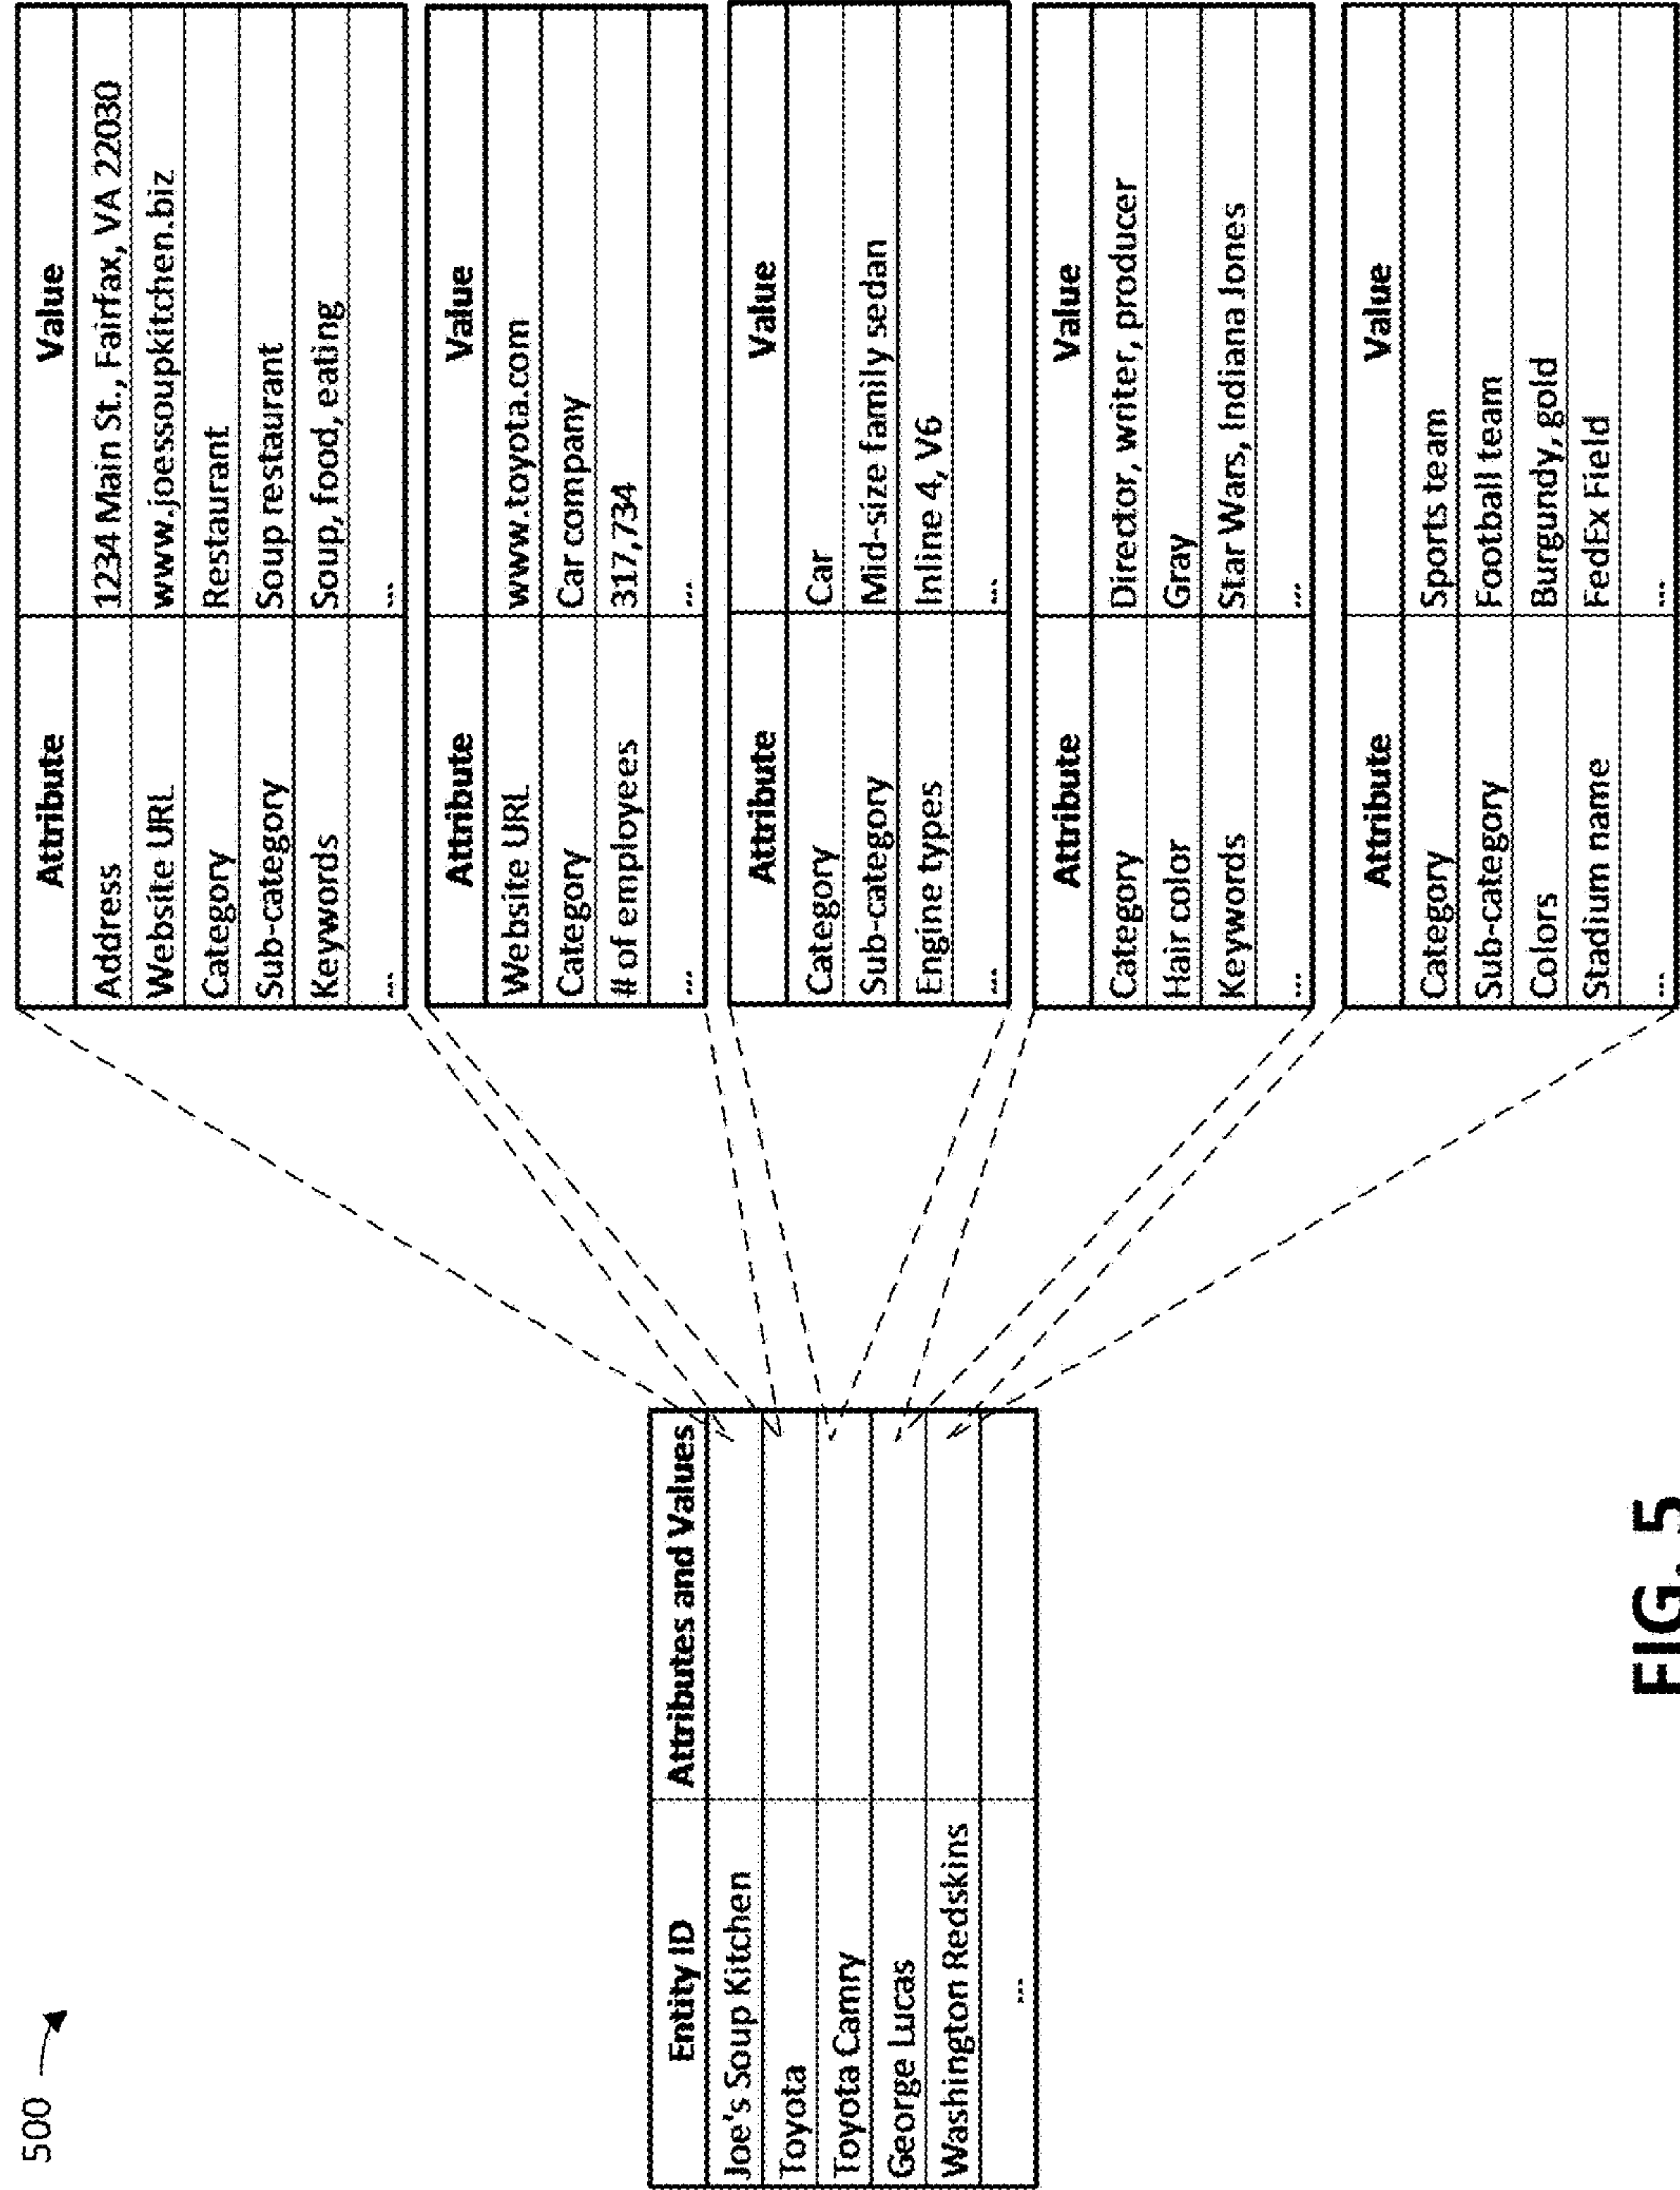 500
Entity ID Attributes and Values
Joe's Soup Kitchen
Toyota
Toyota Camry
George Lucas
Washington Redskins
...
Attribute Value
Address 1234 Main St., Fairfax, VA 22030
Website URL www.joessoupkitchen.biz
Category Restaurant
Sub-category Soup restaurant
Keywords Soup, food, eating
... ...
Attribute Value
Website URL www.toyota.com
Category Car company
# of employees 317,734
... ...
Attribute Value
Category Car
Sub-category Mid-size family sedan
Engine types Inline 4, V6
... ...
Attribute Value
Category Director, writer, producer
Hair color Gray
Keywords Star Wars, Indiana Jones
... ...
Attribute Value
Category Sports team
Sub-category Football team
Colors Burgundy, gold
Stadium name FedEx Field
... ...
FIG. 5